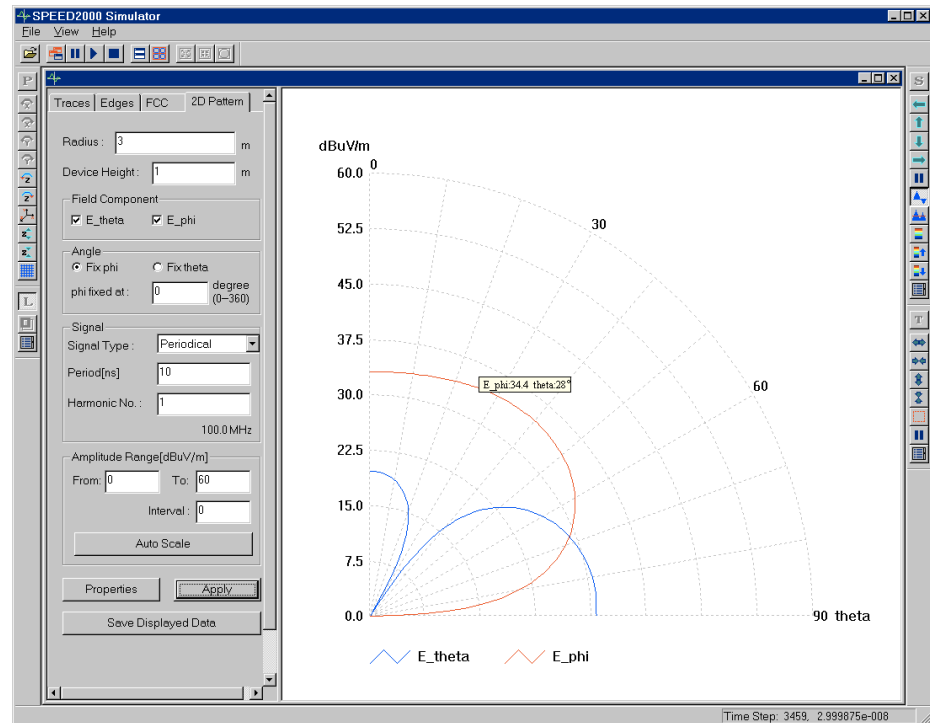 SPEED2000 Simulator
File View Help
P
S
Traces Edges FCC 2D Pattern
Radius : 3 m
Device Height : 1 m
Field Component
E_theta E_phi
Angle
Fix phi Fix theta
phi fixed at : 0 degree
(0-360)
Signal
Signal Type : Periodical
Period[ns] 10
Harmonic No. : 1
100.0MHz
Amplitude Range[dBuV/m]
From: 0 To: 60
Interval : 0
Auto Scale
Properties Apply
Save Displayed Data
z
z
z
z
L
T
dBuV/m
0
60.0
30
52.5
45.0
37.5
E_phi:34.4 theta:28°
60
30.0
22.5
15.0
7.5
0.0
90 theta
E_theta E_phi
Time Step: 3459, 2.999875e-008